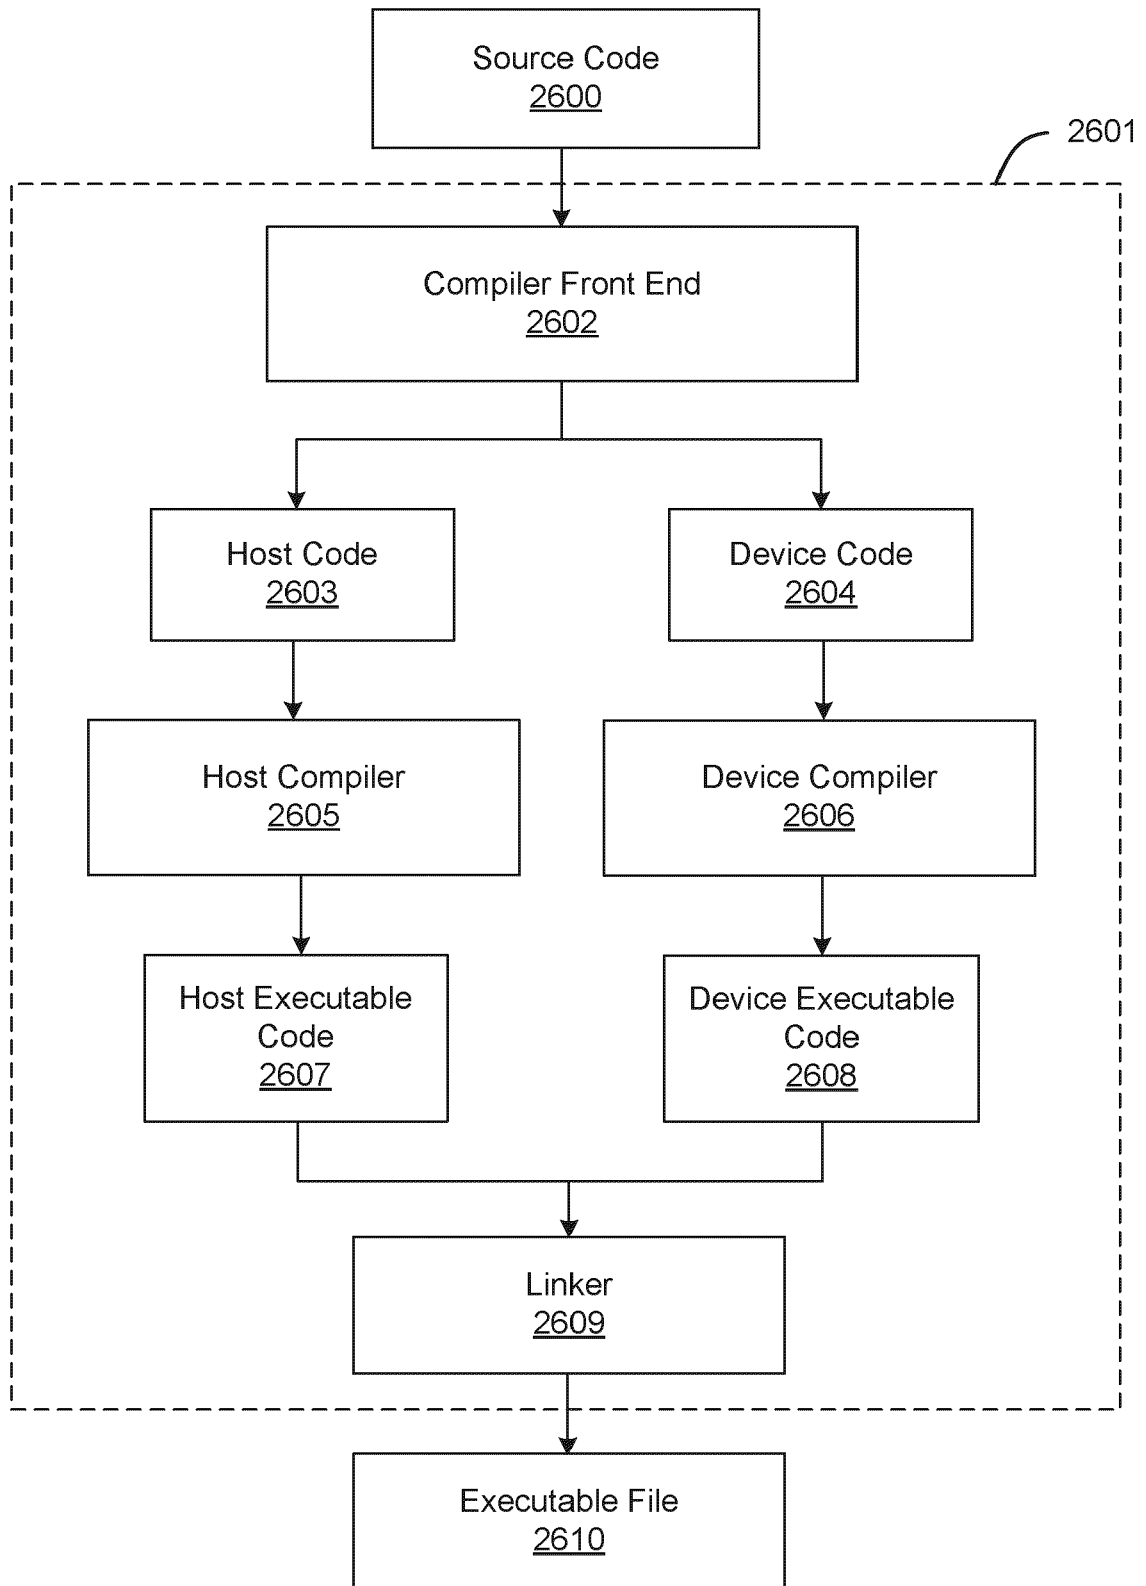 Source Code
2600
2601
Compiler Front End
2602
Host Code
2603
Device Code
2604
Host Compiler
2605
Device Compiler
2606
Host Executable
Code
2607
Device Executable
Code
2608
Linker
2609
Executable File
2610